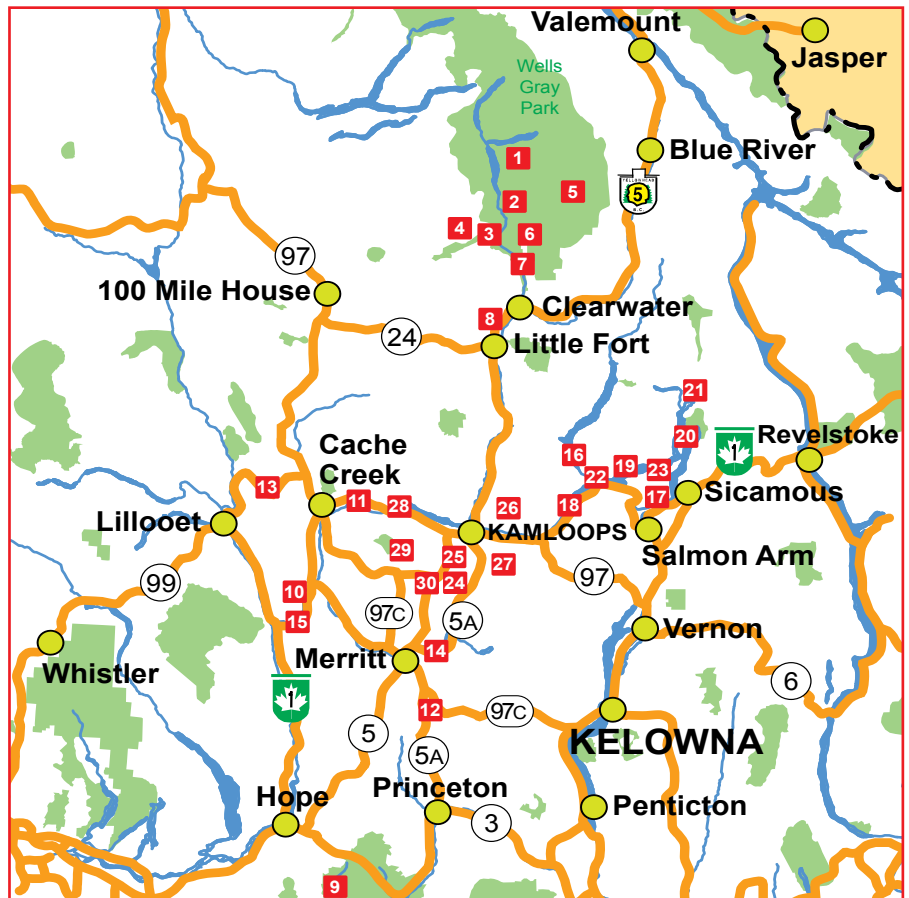 Valemount
Jasper
Wells
Gray
Park
1
Blue River
5
2
YELLOWHEAD
5
B.C.
4
3
6
97
7
100 Mile House
Clearwater
8
24
Little Fort
21
20
1
Revelstoke
Cache
Creek
16
19
23
22
13
11
28
18
17
Sicamous
26
Lillooet
KAMLOOPS
Salmon Arm
29
25
27
99
10
30
24
97
97C
5A
15
Vernon
Whistler
Merritt
14
1
6
12
97C
5
KELOWNA
5A
Hope
Princeton
3
Penticton
9